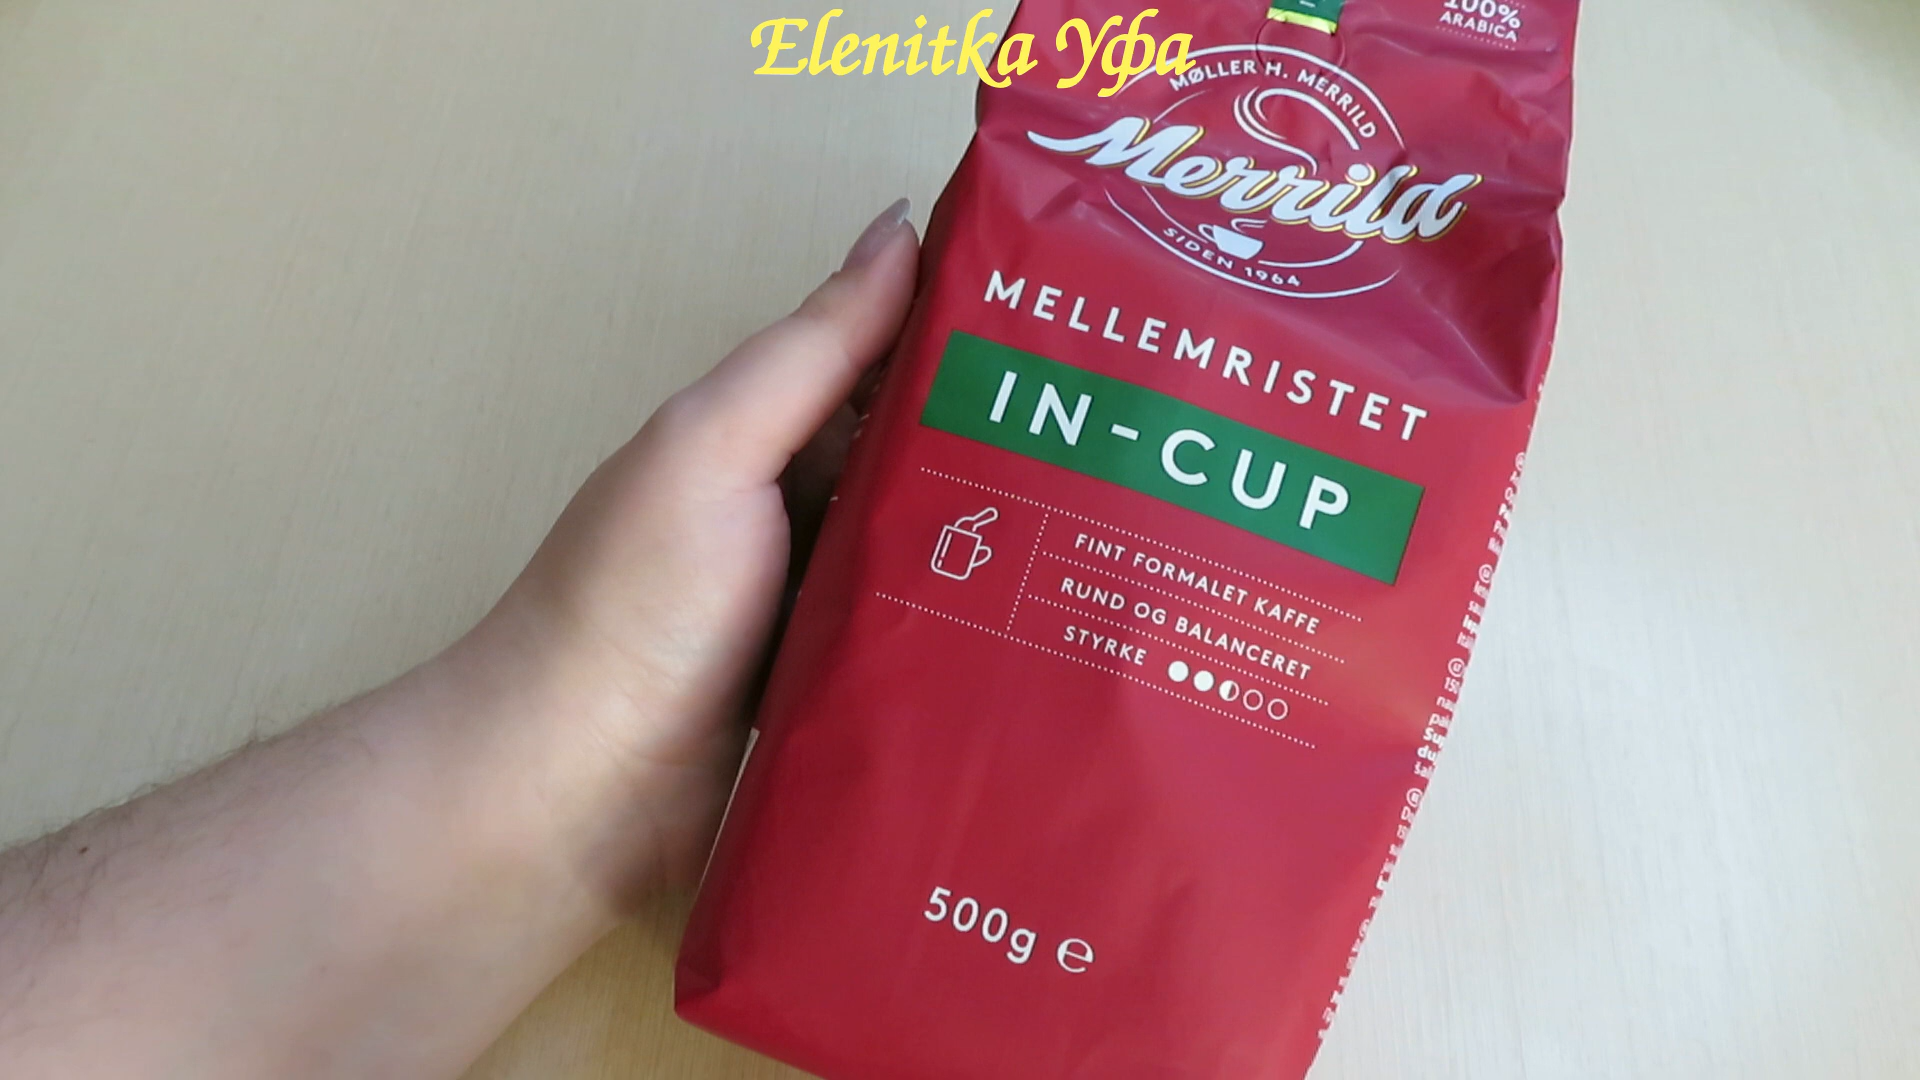 Elenitka Уфа
100%
ARABICA
MØLLER H. MERRILD
Merrild
SIDEN 1964
MELLEMRISTET
IN-CUP
FINT FORMALET KAFFE
RUND OG BALANCERET
STYRKE
500g ℮